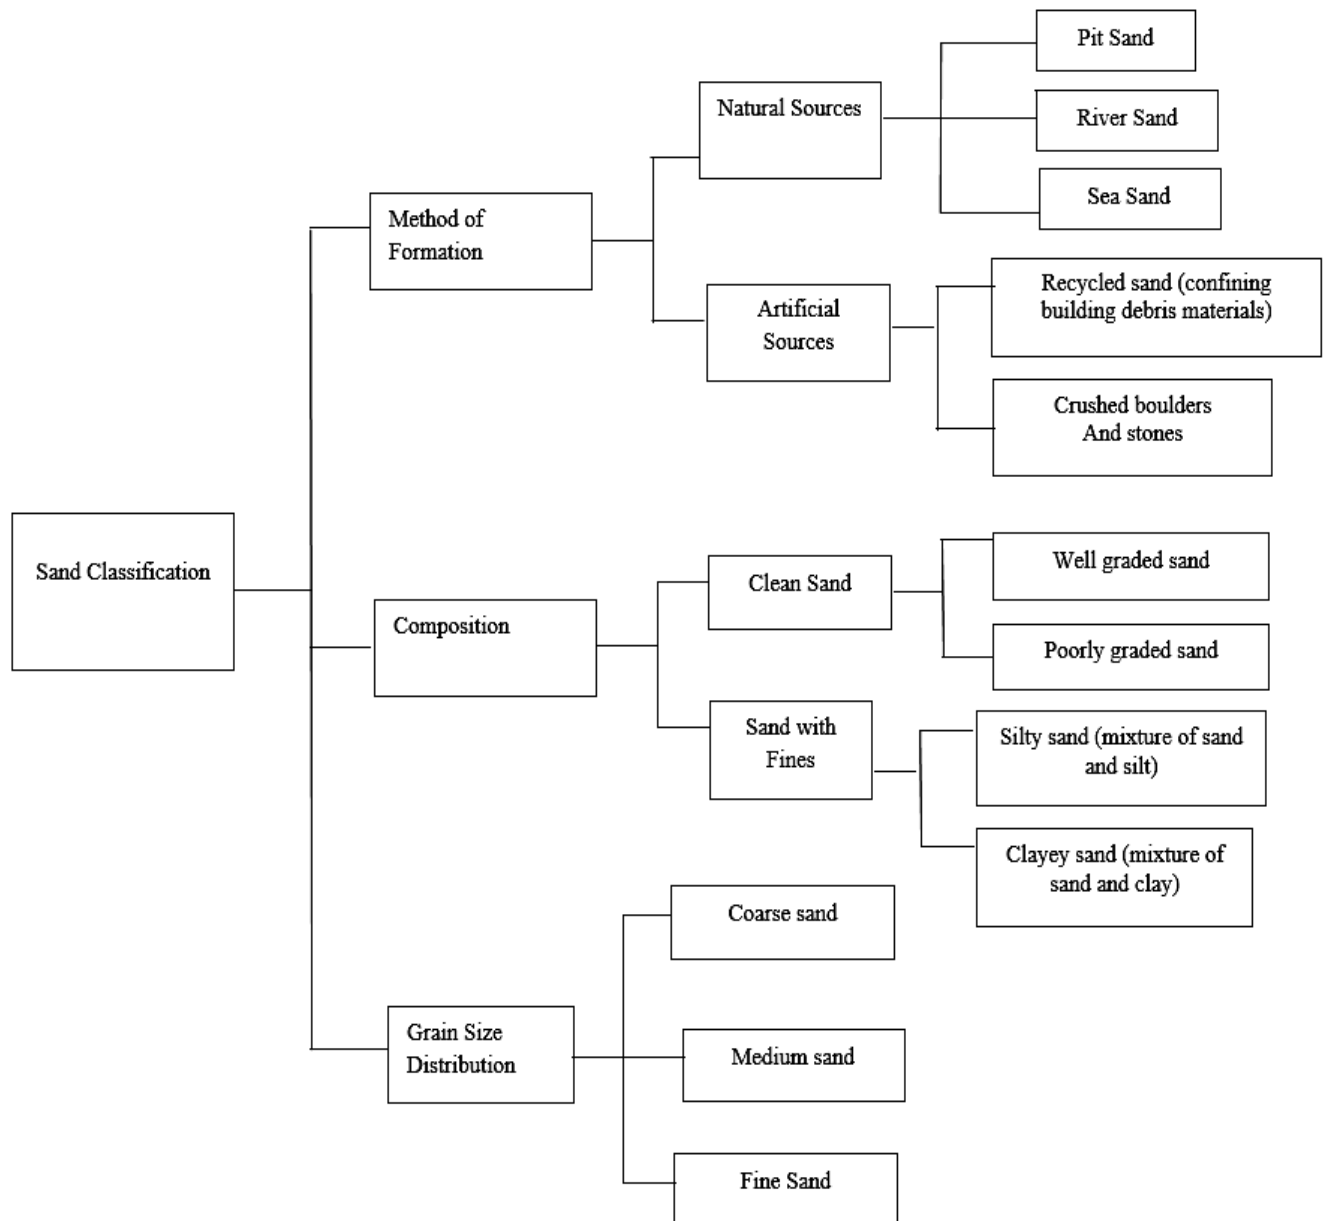 Pit Sand
Natural Sources
River Sand
Sea Sand
Method of
Formation
Recycled sand (confining
building debris materials)
Artificial
Sources
Crushed boulders
And stones
Sand Classification
Well graded sand
Clean Sand
Composition
Poorly graded sand
Sand with
Fines
Silty sand (mixture of sand
and silt)
Clayey sand (mixture of
sand and clay)
Coarse sand
Grain Size
Distribution
Medium sand
Fine Sand